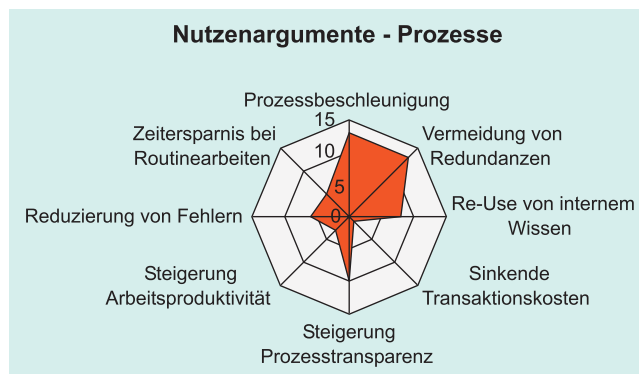 Nutzenargumente - Prozesse
Prozessbeschleunigung
15
Zeitersparnis bei
Routinearbeiten
10
Vermeidung von
Redundanzen
5
Reduzierung von Fehlern
0
Re-Use von internem
Wissen
Steigerung
Arbeitsproduktivität
Sinkende
Transaktionskosten
Steigerung
Prozesstransparenz